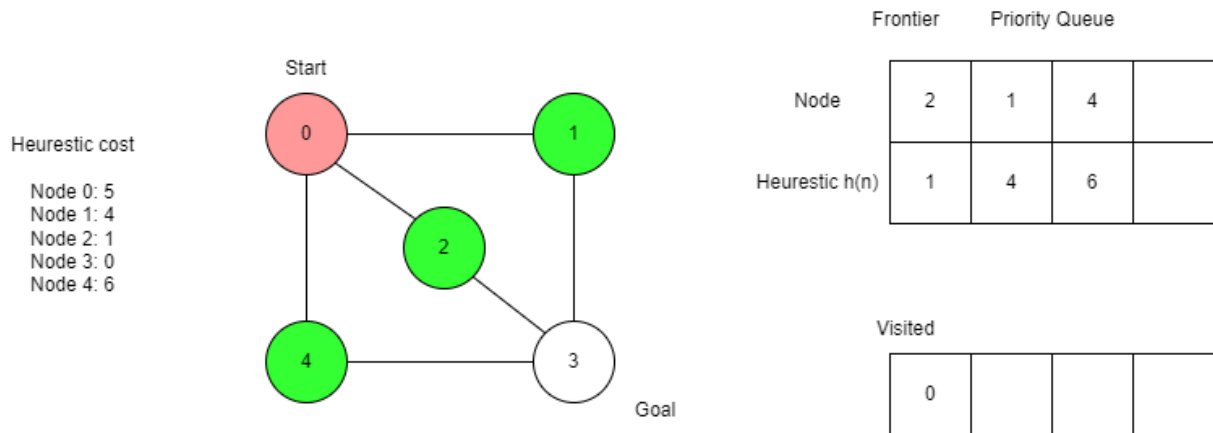 Frontier Priority Queue
Start
Node 2 1 4
0 1
Heurestic cost
Heurestic h(n) 1 4 6
Node 0: 5
Node 1: 4
Node 2: 1
Node 3: 0
Node 4: 6
2
Visited
4 3
0
Goal